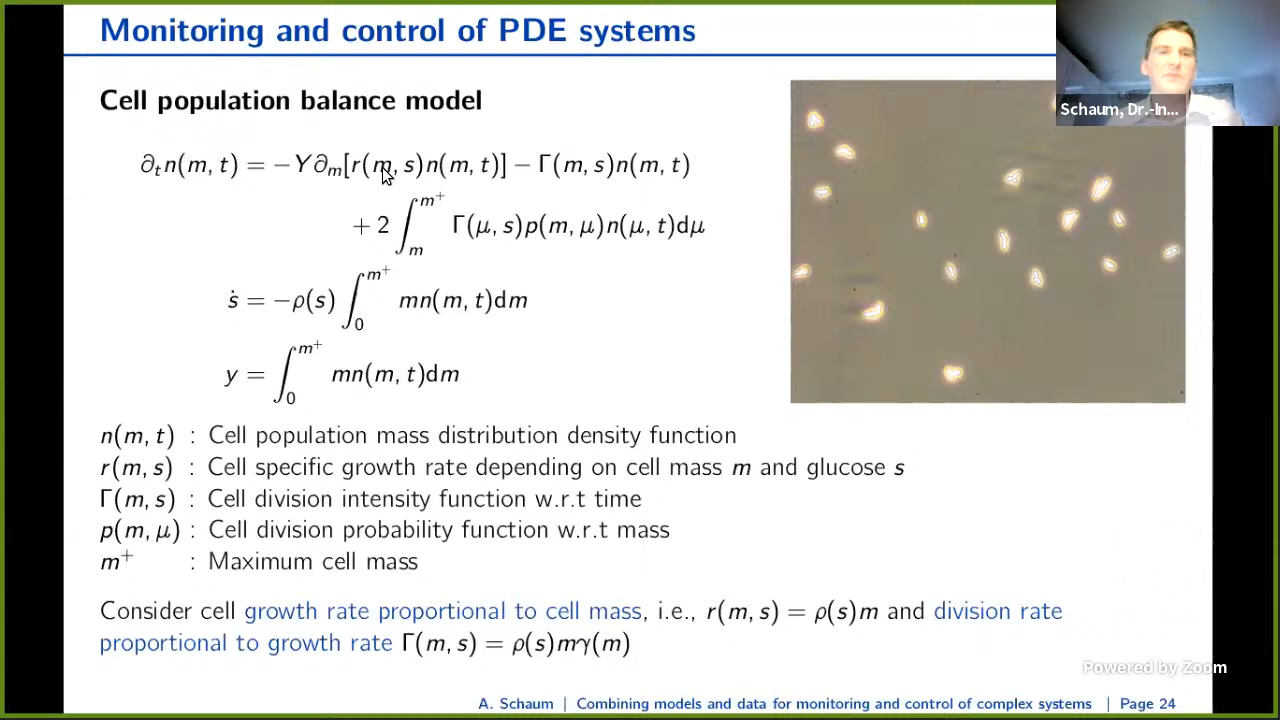 Monitoring and control of PDE systems
Schaum, Dr.-In...
Cell population balance model
∂ₜn(m, t) = −Y∂ₘ[r(m, s)n(m, t)] − Γ(m, s)n(m, t)
+ 2 ∫ₘ^{m⁺} Γ(μ, s)p(m, μ)n(μ, t)dμ
ṡ = −ρ(s) ∫₀^{m⁺} mn(m, t)dm
y = ∫₀^{m⁺} mn(m, t)dm
n(m, t) : Cell population mass distribution density function
r(m, s) : Cell specific growth rate depending on cell mass m and glucose s
Γ(m, s) : Cell division intensity function w.r.t time
p(m, μ) : Cell division probability function w.r.t mass
m⁺ : Maximum cell mass
Consider cell growth rate proportional to cell mass, i.e., r(m, s) = ρ(s)m and division rate
proportional to growth rate Γ(m, s) = ρ(s)mγ(m)
Powered by Zoom
A. Schaum | Combining models and data for monitoring and control of complex systems | Page 24